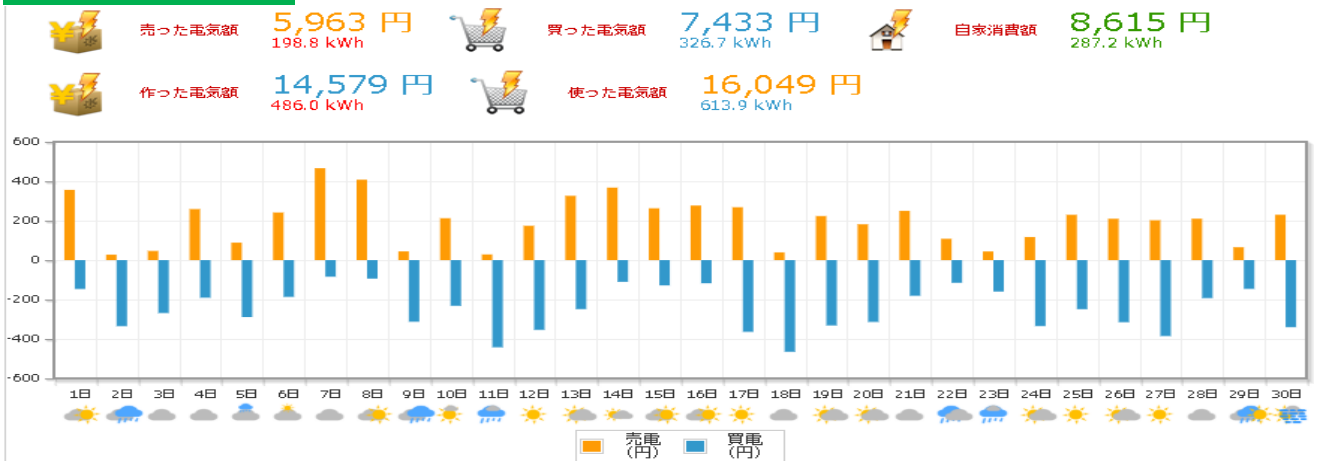 売った電気額 5,963 円 買った電気額 7,433 円 自家消費額 8,615 円
198.8 kWh 326.7 kWh 287.2 kWh
作った電気額 14,579 円 使った電気額 16,049 円
486.0 kWh 613.9 kWh
600
400
200
0
-200
-400
-600
1日 2日 3日 4日 5日 6日 7日 8日 9日 10日 11日 12日 13日 14日 15日 16日 17日 18日 19日 20日 21日 22日 23日 24日 25日 26日 27日 28日 29日 30日
売電 買電
(円) (円)